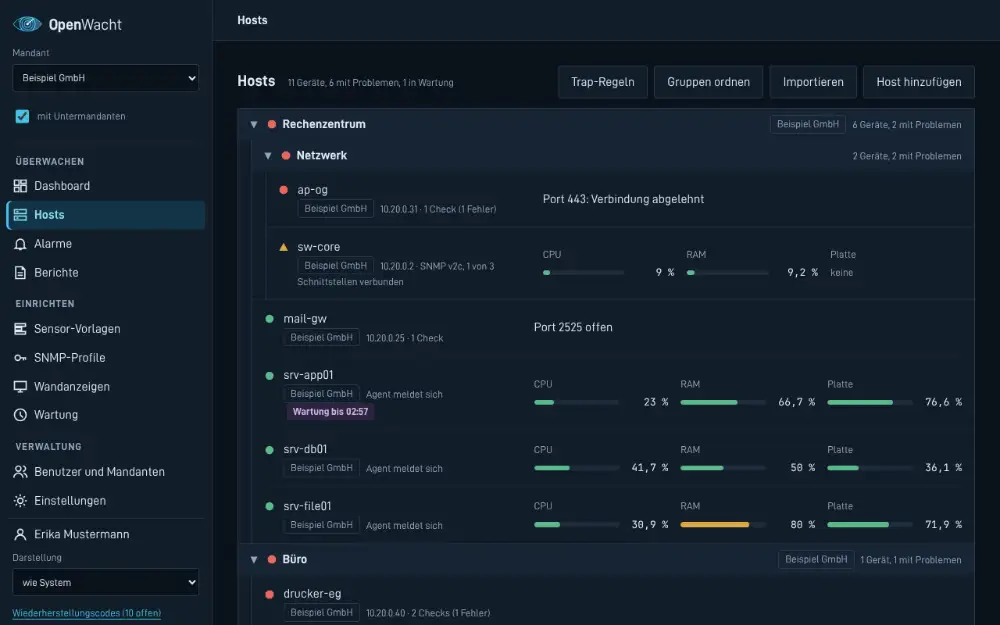 OpenWacht
Mandant
Beispiel GmbH
mit Untermandanten
ÜBERWACHEN
Dashboard
Hosts
Alarme
Berichte
EINRICHTEN
Sensor-Vorlagen
SNMP-Profile
Wandanzeigen
Wartung
VERWALTUNG
Benutzer und Mandanten
Einstellungen
Erika Mustermann
Darstellung
wie System
Wiederherstellungscodes (10 offen)
Hosts
Hosts 11 Geräte, 6 mit Problemen, 1 in Wartung
Trap-Regeln Gruppen ordnen Importieren Host hinzufügen
Rechenzentrum Beispiel GmbH 6 Geräte, 2 mit Problemen
Netzwerk 2 Geräte, 2 mit Problemen
ap-og
Beispiel GmbH 10.20.0.31 · 1 Check (1 Fehler)
Port 443: Verbindung abgelehnt
sw-core
Beispiel GmbH 10.20.0.2 · SNMP v2c, 1 von 3
Schnittstellen verbunden
CPU RAM Platte
9 % 9,2 % keine
mail-gw
Beispiel GmbH 10.20.0.25 · 1 Check
Port 2525 offen
srv-app01
Beispiel GmbH Agent meldet sich
Wartung bis 02:57
CPU RAM Platte
23 % 66,7 % 76,6 %
srv-db01
Beispiel GmbH Agent meldet sich
CPU RAM Platte
41,7 % 50 % 36,1 %
srv-file01
Beispiel GmbH Agent meldet sich
CPU RAM Platte
30,9 % 80 % 71,9 %
Büro Beispiel GmbH 1 Gerät, 1 mit Problemen
drucker-eg
Beispiel GmbH 10.20.0.40 · 2 Checks (1 Fehler)